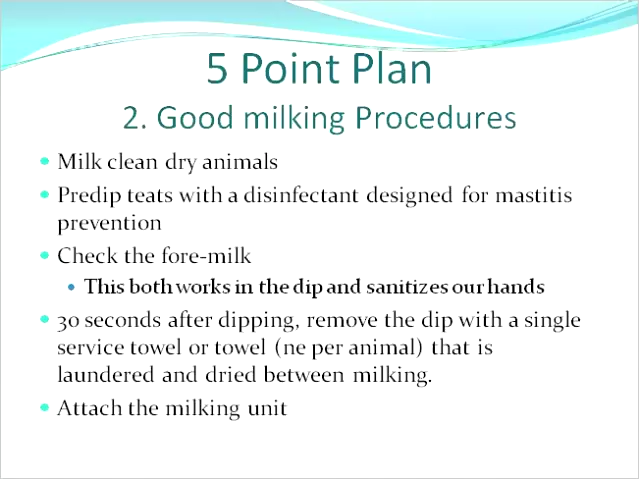 5 Point Plan
2. Good milking Procedures
Milk clean dry animals
Predip teats with a disinfectant designed for mastitis
prevention
Check the fore-milk
This both works in the dip and sanitizes our hands
30 seconds after dipping, remove the dip with a single
service towel or towel (ne per animal) that is
laundered and dried between milking.
Attach the milking unit